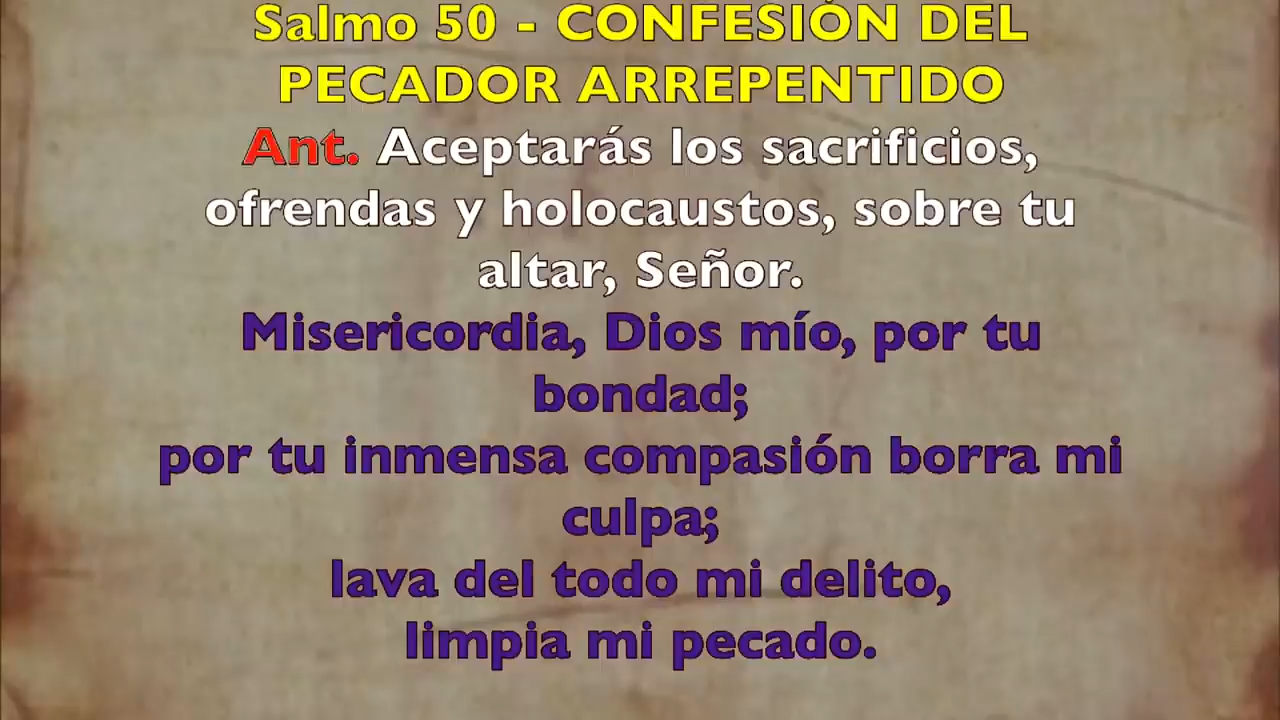 Salmo 50 - CONFESIÓN DEL
PECADOR ARREPENTIDO
Ant. Aceptarás los sacrificios,
ofrendas y holocaustos, sobre tu
altar, Señor.
Misericordia, Dios mío, por tu
bondad;
por tu inmensa compasión borra mi
culpa;
lava del todo mi delito,
limpia mi pecado.